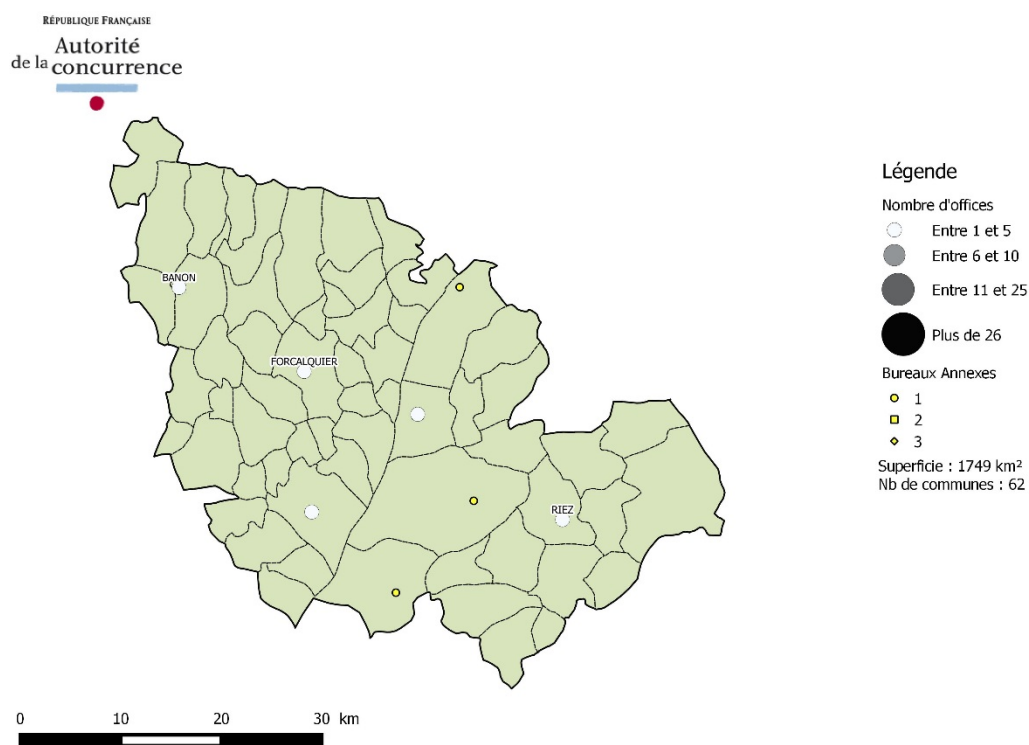 RÉPUBLIQUE FRANÇAISE
Autorité
de la concurrence
BANON
FORCALQUIER
RIEZ
Légende
Nombre d'offices
Entre 1 et 5
Entre 6 et 10
Entre 11 et 25
Plus de 26
Bureaux Annexes
1
2
3
Superficie : 1749 km²
Nb de communes : 62
0 10 20 30 km